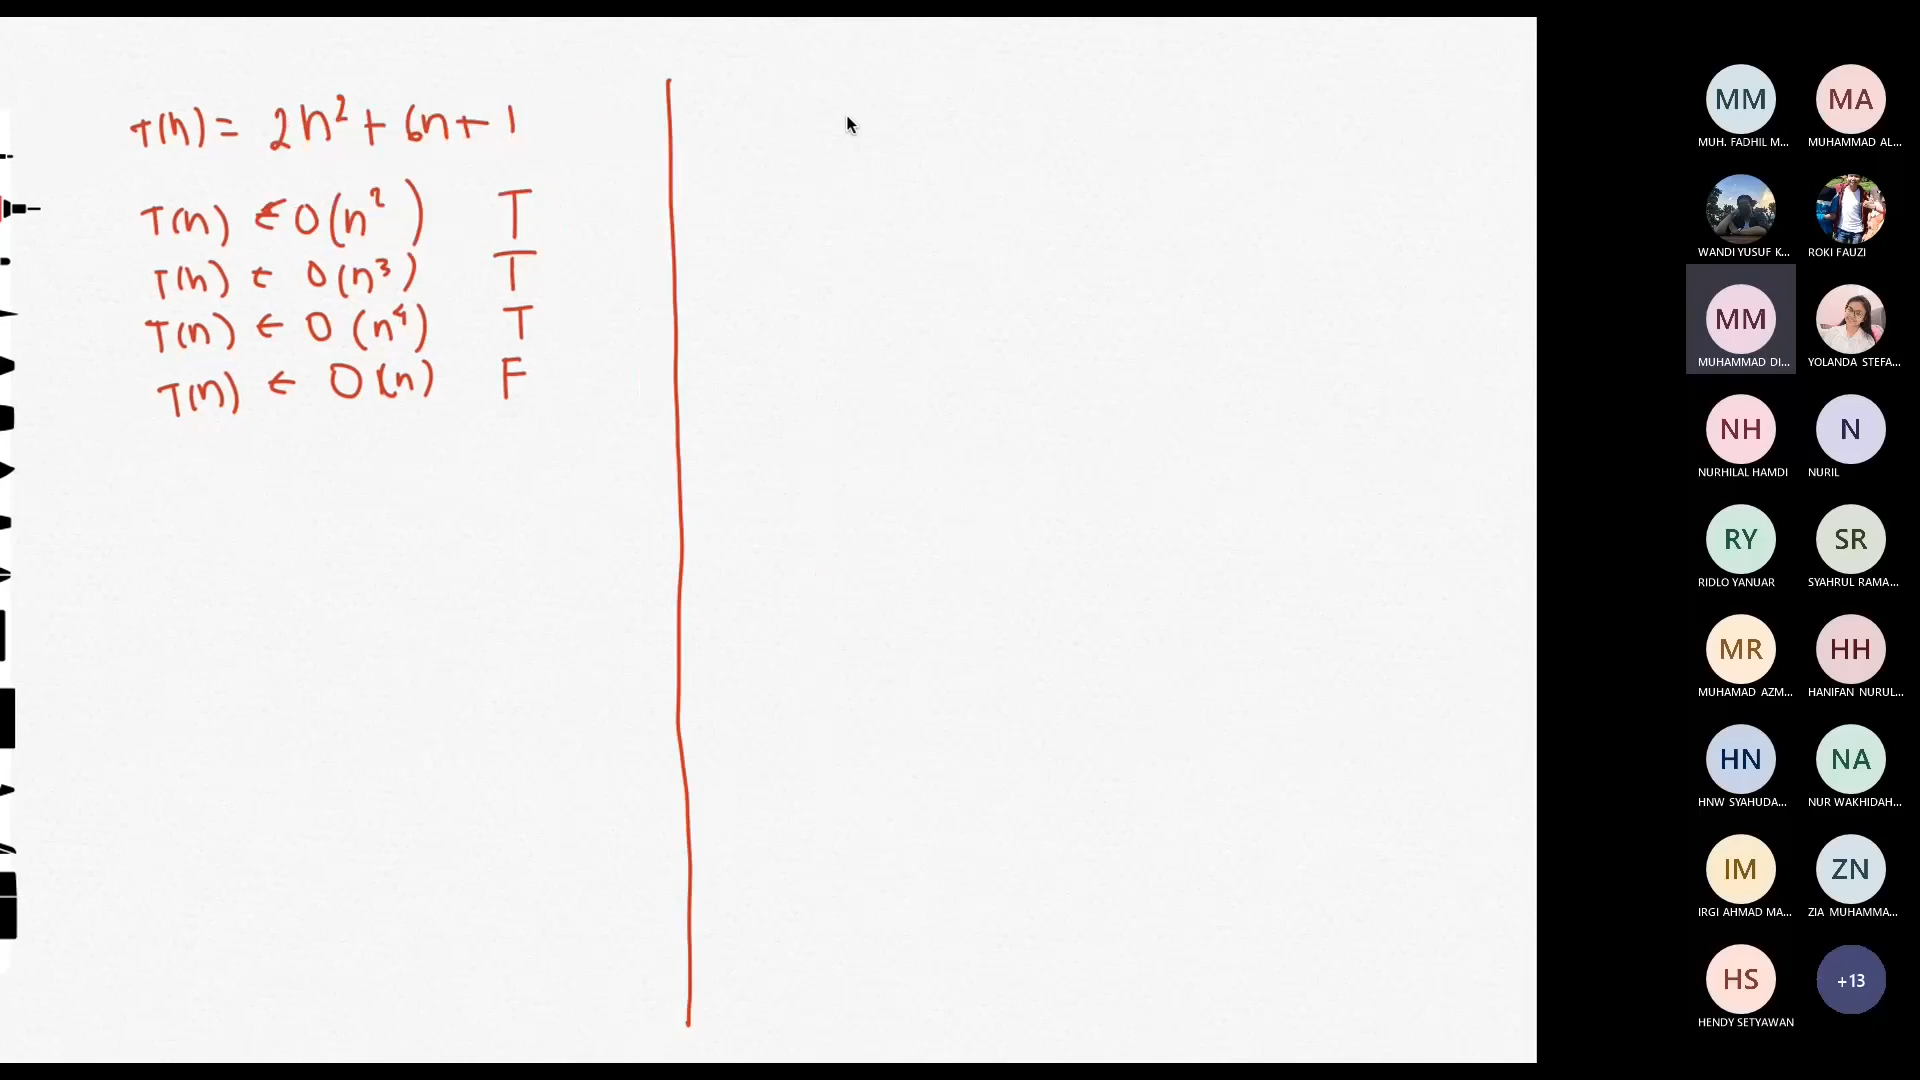 T(n) = 2n² + 6n + 1
T(n) ∈ O(n²) T
T(n) ∈ O(n³) T
T(n) ∈ O(n⁴) T
T(n) ∈ O(n) F
MM MA
MUH. FADHIL M... MUHAMMAD AL...
WANDI YUSUF K... ROKI FAUZI
MM
MUHAMMAD DI... YOLANDA STEFA...
NH N
NURHILAL HAMDI NURIL
RY SR
RIDLO YANUAR SYAHRUL RAMA...
MR HH
MUHAMAD AZM... HANIFAN NURUL...
HN NA
HNW SYAHUDA... NUR WAKHIDAH...
IM ZN
IRGI AHMAD MA... ZIA MUHAMMA...
HS +13
HENDY SETYAWAN